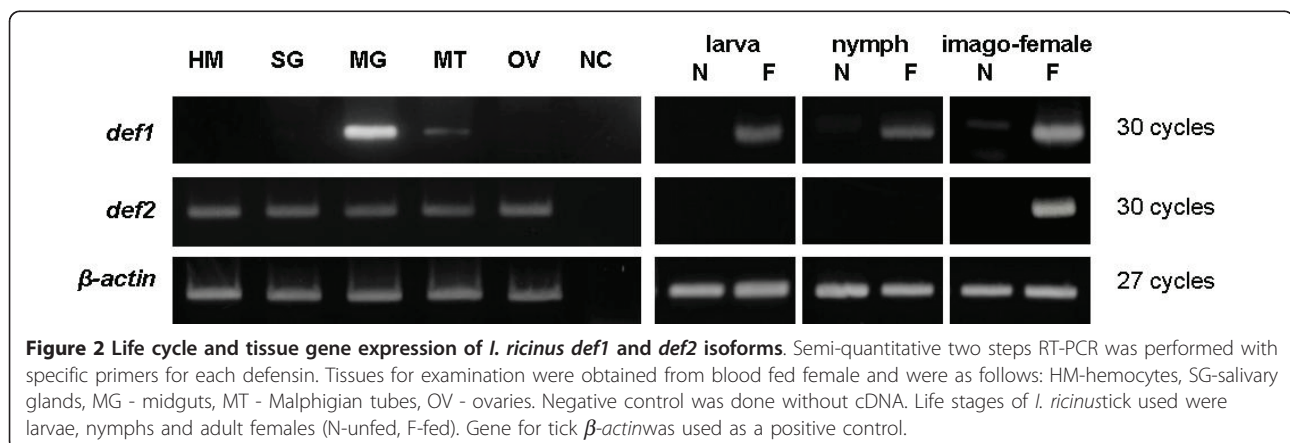 larva nymph imago-female
HM SG MG MT OV NC N F N F N F
def1 30 cycles
def2 30 cycles
β-actin 27 cycles
Figure 2 Life cycle and tissue gene expression of I. ricinus def1 and def2 isoforms. Semi-quantitative two steps RT-PCR was performed with
specific primers for each defensin. Tissues for examination were obtained from blood fed female and were as follows: HM-hemocytes, SG-salivary
glands, MG - midguts, MT - Malphigian tubes, OV - ovaries. Negative control was done without cDNA. Life stages of I. ricinustick used were
larvae, nymphs and adult females (N-unfed, F-fed). Gene for tick β-actinwas used as a positive control.